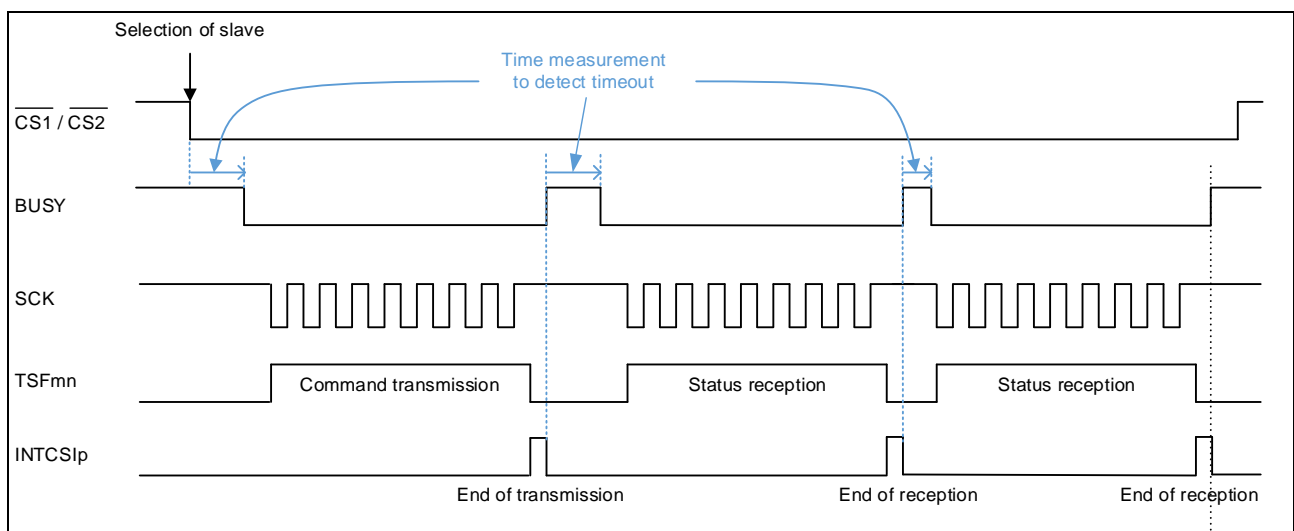 Selection of slave
Time measurement
to detect timeout
CS1 / CS2
BUSY
SCK
TSFmn
Command transmission
Status reception
Status reception
INTCSIp
End of transmission
End of reception
End of reception